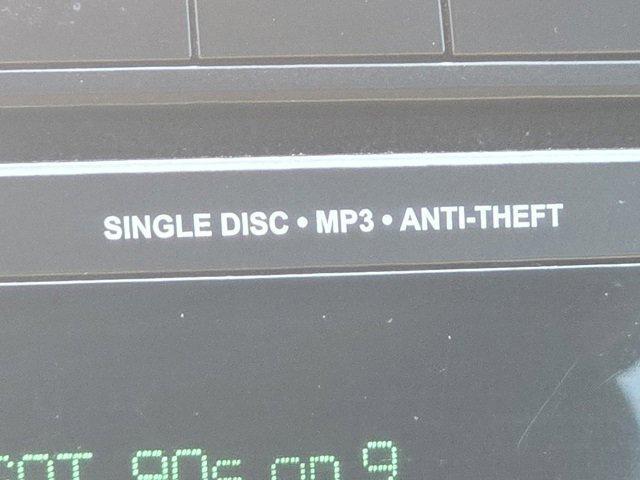 SINGLE DISC • MP3 • ANTI-THEFT
90s on 9